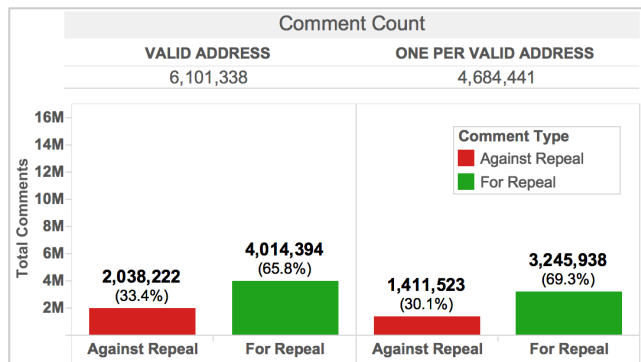 Comment Count
VALID ADDRESS ONE PER VALID ADDRESS
6,101,338 4,684,441
16M
14M
12M
10M
8M
6M
4M
2M
Total Comments
Comment Type
Against Repeal
For Repeal
2,038,222
(33.4%)
4,014,394
(65.8%)
1,411,523
(30.1%)
3,245,938
(69.3%)
Against Repeal For Repeal Against Repeal For Repeal